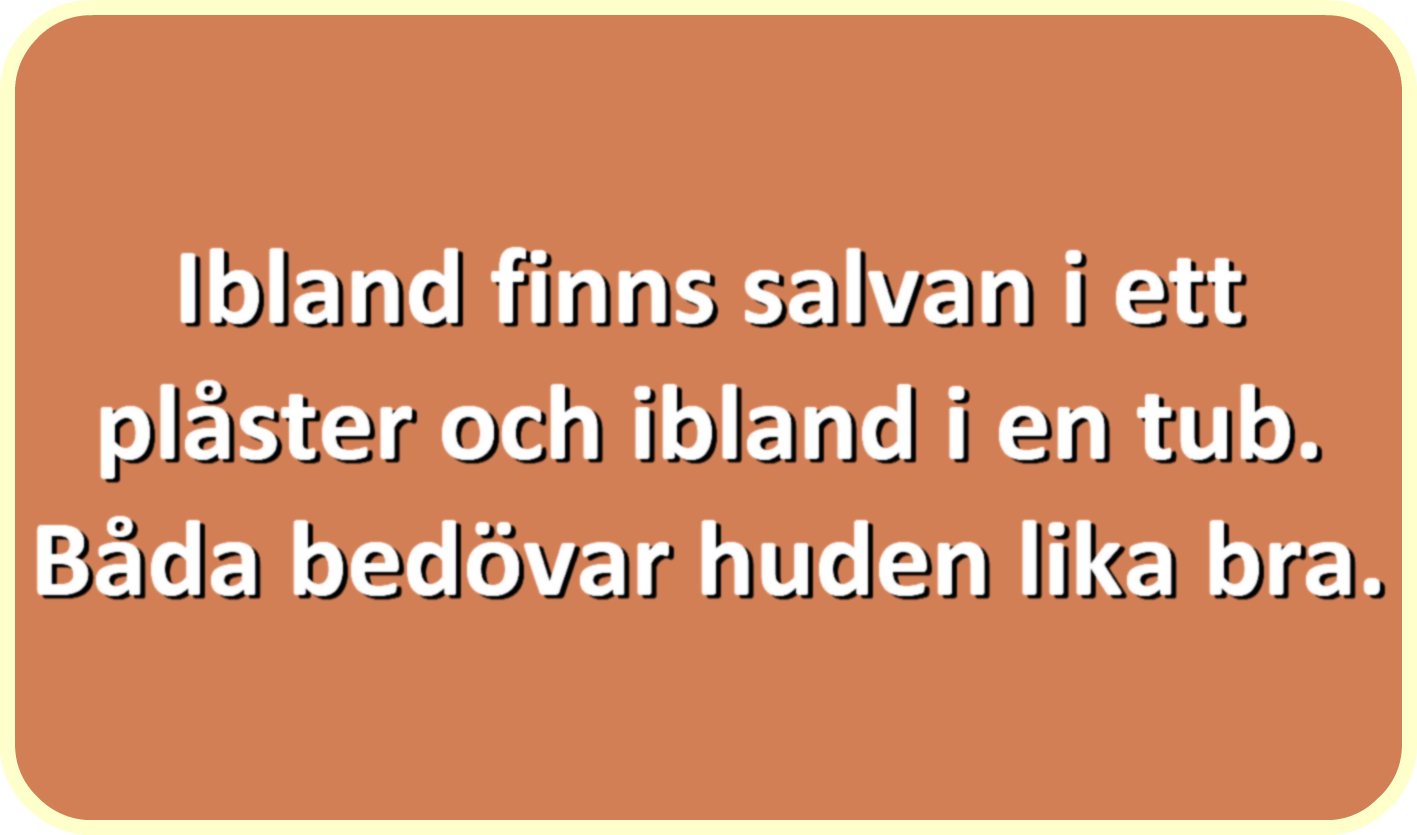 Ibland finns salvan i ett
plåster och ibland i en tub.
Båda bedövar huden lika bra.